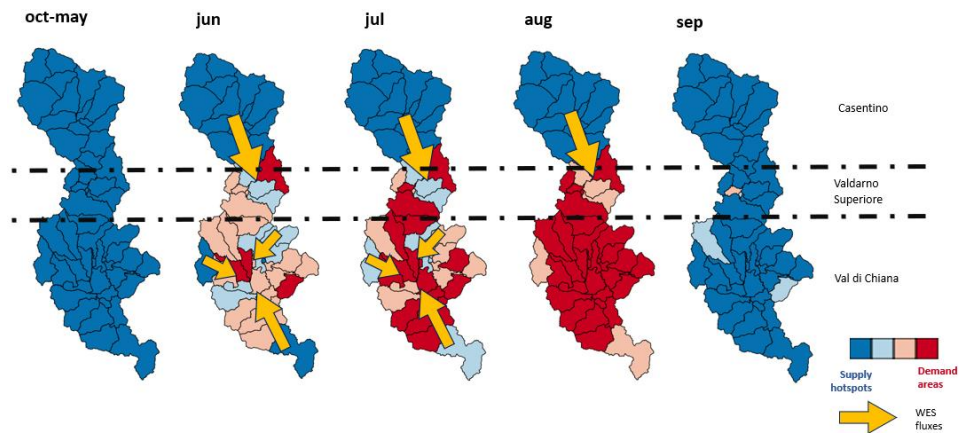 oct-may
jun
jul
aug
sep
Casentino
Valdarno
Superiore
Val di Chiana
Supply
hotspots
Demand
areas
WES
fluxes